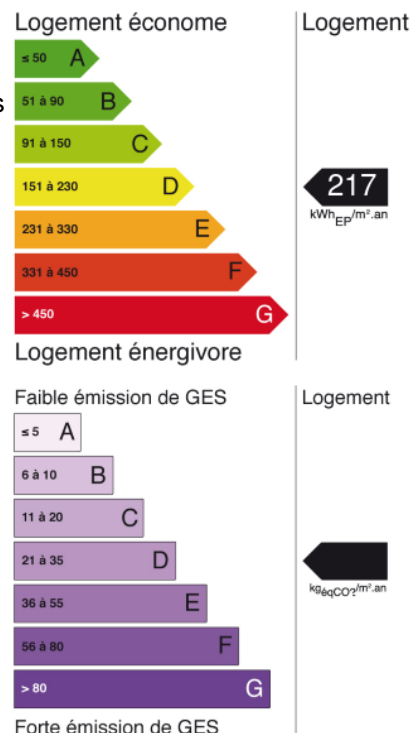 Logement économe
Logement
≤ 50 A
s
51 à 90 B
91 à 150 C
151 à 230 D
217
kWhEP/m².an
231 à 330 E
331 à 450 F
> 450 G
Logement énergivore
Faible émission de GES
Logement
≤ 5 A
6 à 10 B
11 à 20 C
21 à 35 D
kgéqCO?/m².an
36 à 55 E
56 à 80 F
> 80 G
Forte émission de GES